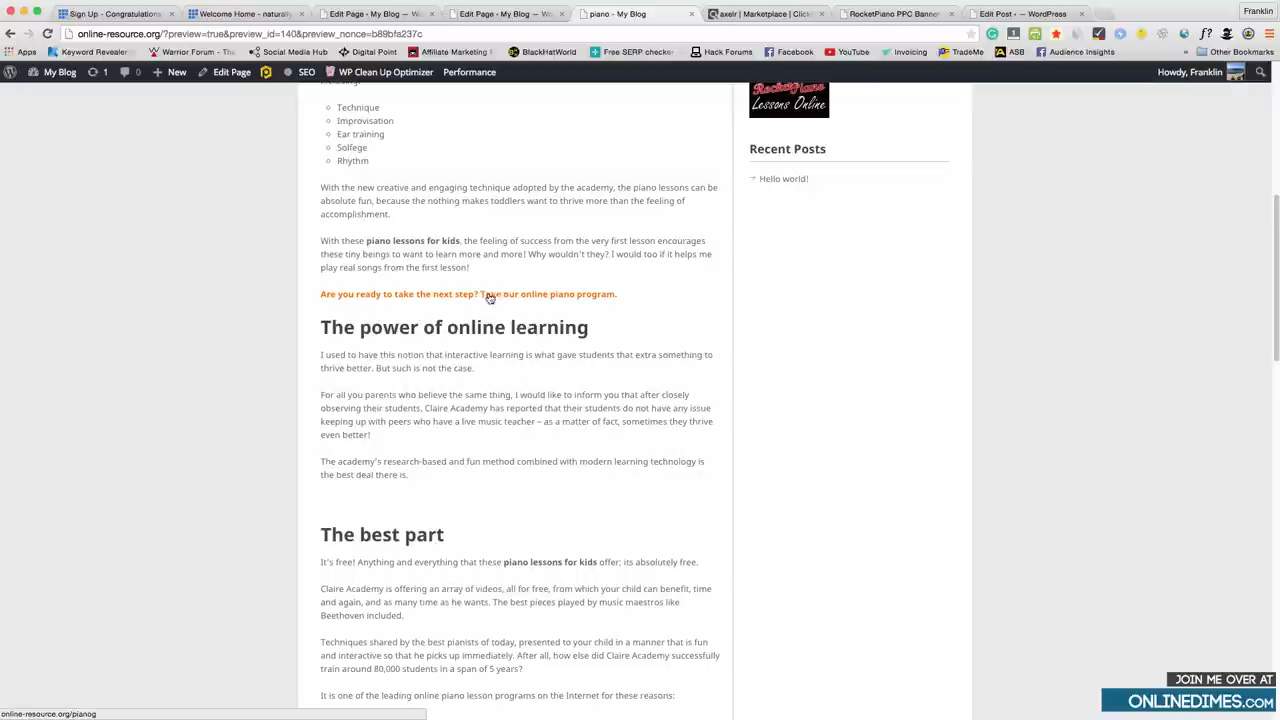 Sign Up - Congratulations
Welcome Home - naturally
Edit Page ‹ My Blog — W
Edit Page ‹ My Blog — W
piano - My Blog
axelr | Marketplace | Click
RocketPiano PPC Banner
Edit Post ‹ — WordPress
Franklin
online-resource.org/?preview=true&preview_id=140&preview_nonce=b89bfa237c
Apps
Keyword Revealer
Warrior Forum - The
Social Media Hub
Digital Point
Affiliate Marketing
BlackHatWorld
Free SERP checker
Hack Forums
Facebook
YouTube
Invoicing
TradeMe
ASB
Audience Insights
Other Bookmarks
My Blog
1
0
New
Edit Page
SEO
WP Clean Up Optimizer
Performance
Howdy, Franklin
Technique
Improvisation
Ear training
Solfege
Rhythm
With the new creative and engaging technique adopted by the academy, the piano lessons can be
absolute fun, because the nothing makes toddlers want to thrive more than the feeling of
accomplishment.
With these piano lessons for kids, the feeling of success from the very first lesson encourages
these tiny beings to want to learn more and more! Why wouldn't they? I would too if it helps me
play real songs from the first lesson!
Are you ready to take the next step? Take our online piano program.
The power of online learning
I used to have this notion that interactive learning is what gave students that extra something to
thrive better. But such is not the case.
For all you parents who believe the same thing, I would like to inform you that after closely
observing their students, Claire Academy has reported that their students do not have any issue
keeping up with peers who have a live music teacher – as a matter of fact, sometimes they thrive
even better!
The academy's research-based and fun method combined with modern learning technology is
the best deal there is.
The best part
It's free! Anything and everything that these piano lessons for kids offer; its absolutely free.
Claire Academy is offering an array of videos, all for free, from which your child can benefit, time
and again, and as many time as he wants. The best pieces played by music maestros like
Beethoven included.
Techniques shared by the best pianists of today, presented to your child in a manner that is fun
and interactive so that he picks up immediately. After all, how else did Claire Academy successfully
train around 80,000 students in a span of 5 years?
It is one of the leading online piano lesson programs on the Internet for these reasons:
RocketPiano
Lessons Online
Recent Posts
Hello world!
online-resource.org/pianog
JOIN ME OVER AT
ONLINEDIMES.COM